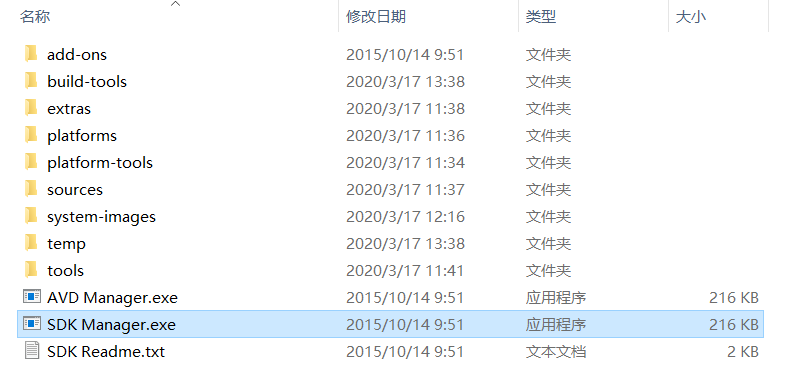 名称 修改日期 类型 大小
add-ons 2015/10/14 9:51 文件夹
build-tools 2020/3/17 13:38 文件夹
extras 2020/3/17 11:38 文件夹
platforms 2020/3/17 11:36 文件夹
platform-tools 2020/3/17 11:34 文件夹
sources 2020/3/17 11:37 文件夹
system-images 2020/3/17 12:16 文件夹
temp 2020/3/17 13:38 文件夹
tools 2020/3/17 11:41 文件夹
AVD Manager.exe 2015/10/14 9:51 应用程序 216 KB
SDK Manager.exe 2015/10/14 9:51 应用程序 216 KB
SDK Readme.txt 2015/10/14 9:51 文本文档 2 KB